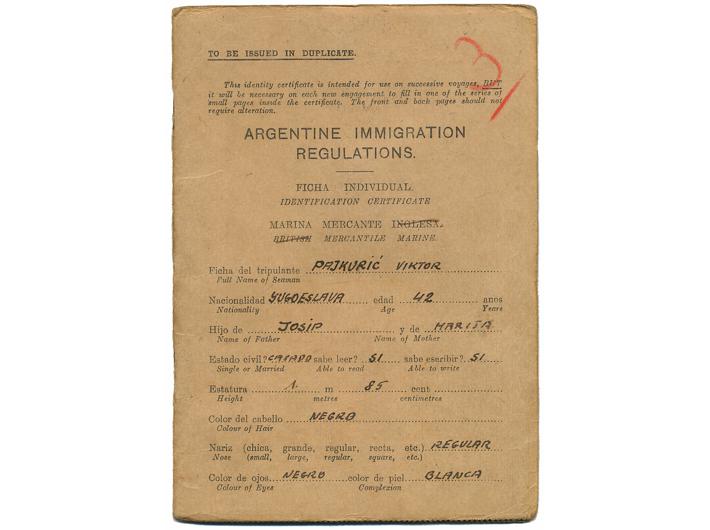 3/
TO BE ISSUED IN DUPLICATE.
This identity certificate is intended for use on successive voyages, BUT
it will be necessary on each new engagement to fill in one of the series of
small pages inside the certificate. The front and back pages should not
require alteration.
ARGENTINE IMMIGRATION
REGULATIONS.
FICHA INDIVIDUAL.
IDENTIFICATION CERTIFICATE
MARINA MERCANTE INGLESA.
BRITISH MERCANTILE MARINE.
Ficha del tripulante PAJKURIĆ VIKTOR
Full Name of Seaman
Nacionalidad YUGOESLAVA edad 42 anos
Nationality Age Years
Hijo de JOSIP y de MARITA
Name of Father Name of Mother
Estado civil? CASADO sabe leer? SI sabe escribir? SI
Single or Married Able to read Able to write
Estatura 1 m 85 cent
Height metres centimetres
Color del cabello NEGRO
Colour of Hair
Nariz (chica, grande, regular, recta, etc.) REGULAR
Nose (small, large, regular, square, etc.)
Color de ojos NEGRO color de piel BLANCA
Colour of Eyes Complexion